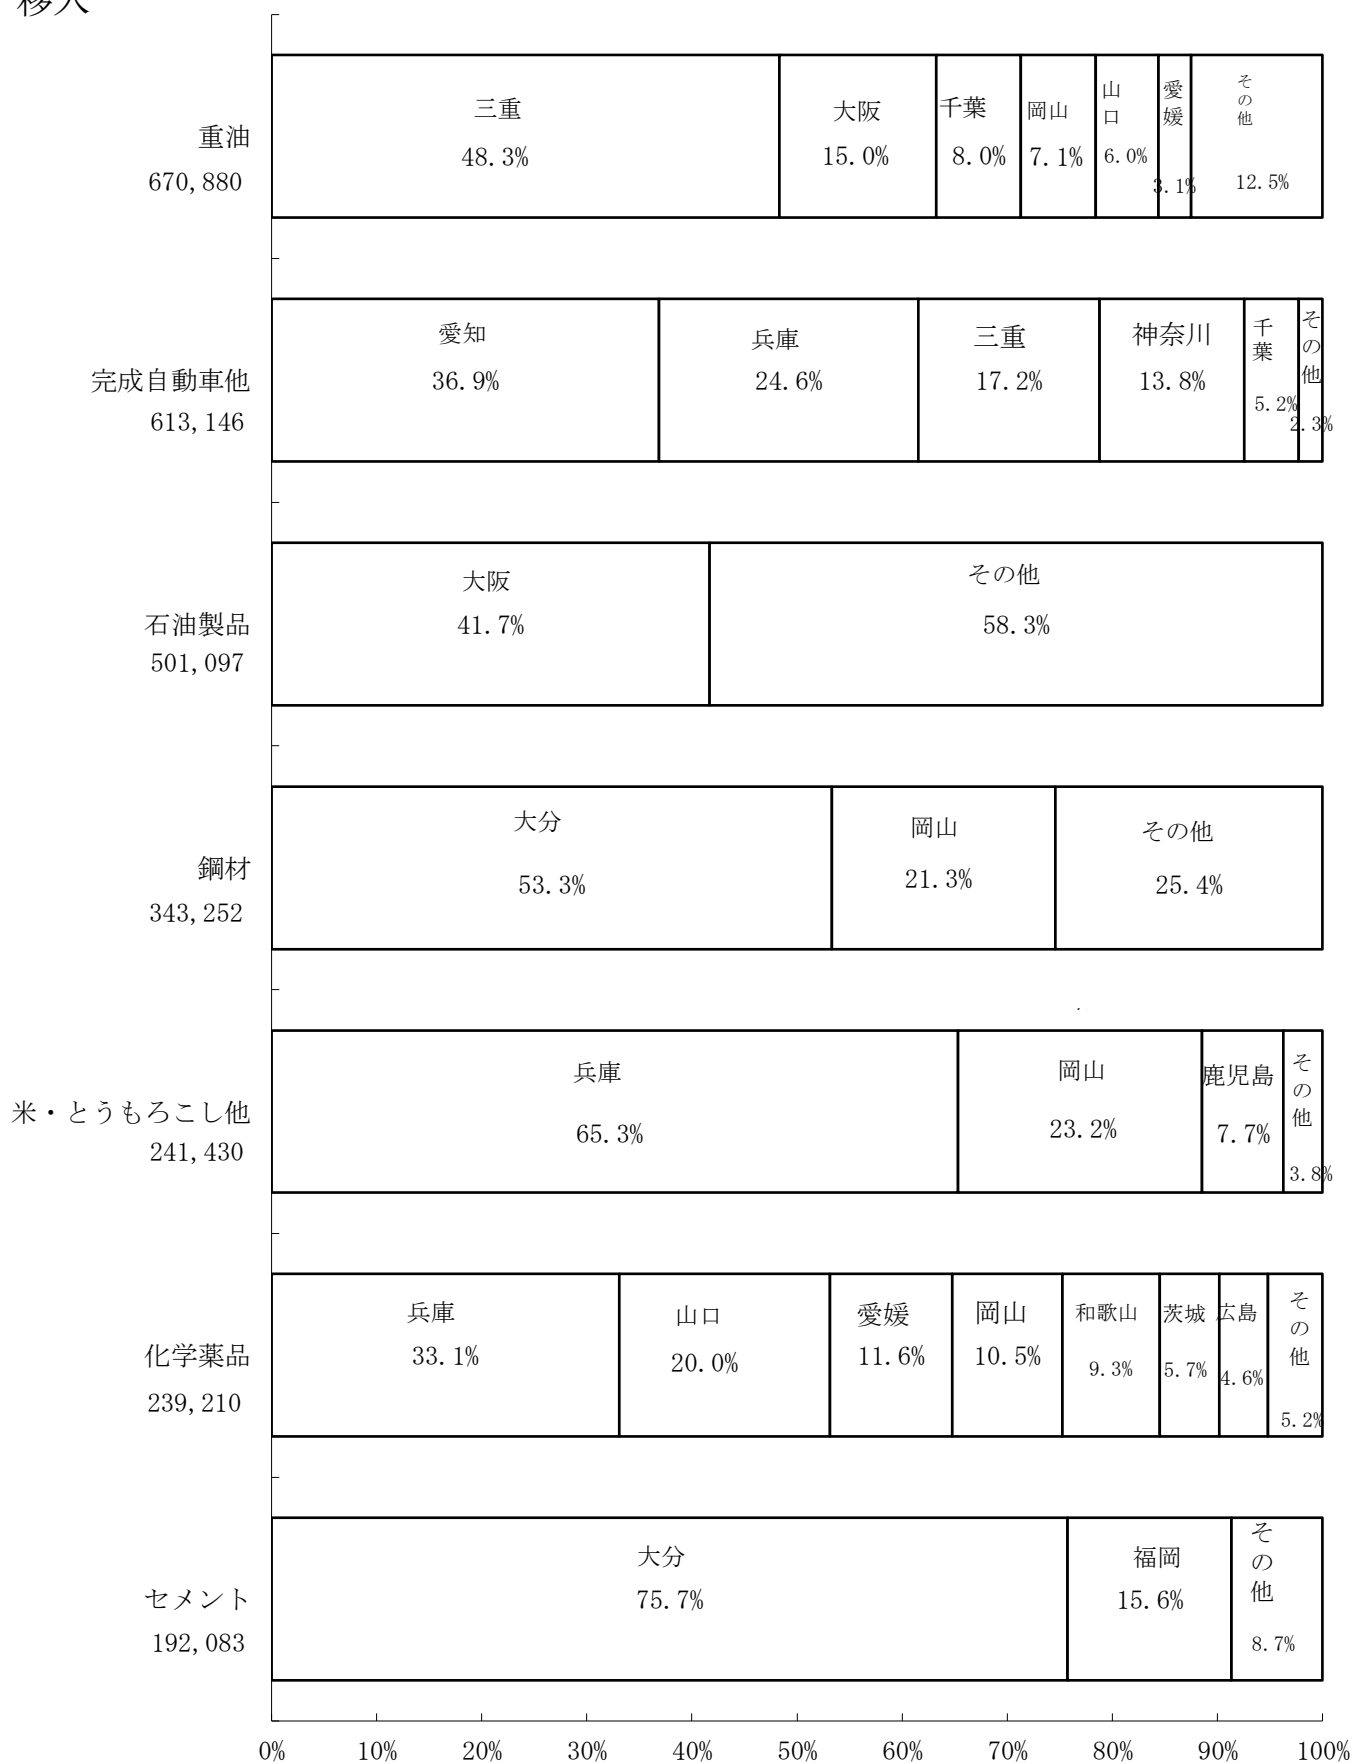 移入
重油
670,880
三重
48.3%
大阪
15.0%
千葉
8.0%
岡山
7.1%
山口
6.0%
愛媛
3.1%
その他
12.5%
完成自動車他
613,146
愛知
36.9%
兵庫
24.6%
三重
17.2%
神奈川
13.8%
千葉
5.2%
その他
2.3%
石油製品
501,097
大阪
41.7%
その他
58.3%
鋼材
343,252
大分
53.3%
岡山
21.3%
その他
25.4%
米・とうもろこし他
241,430
兵庫
65.3%
岡山
23.2%
鹿児島
7.7%
その他
3.8%
化学薬品
239,210
兵庫
33.1%
山口
20.0%
愛媛
11.6%
岡山
10.5%
和歌山
9.3%
茨城
5.7%
広島
4.6%
その他
5.2%
セメント
192,083
大分
75.7%
福岡
15.6%
その他
8.7%
0% 10% 20% 30% 40% 50% 60% 70% 80% 90% 100%